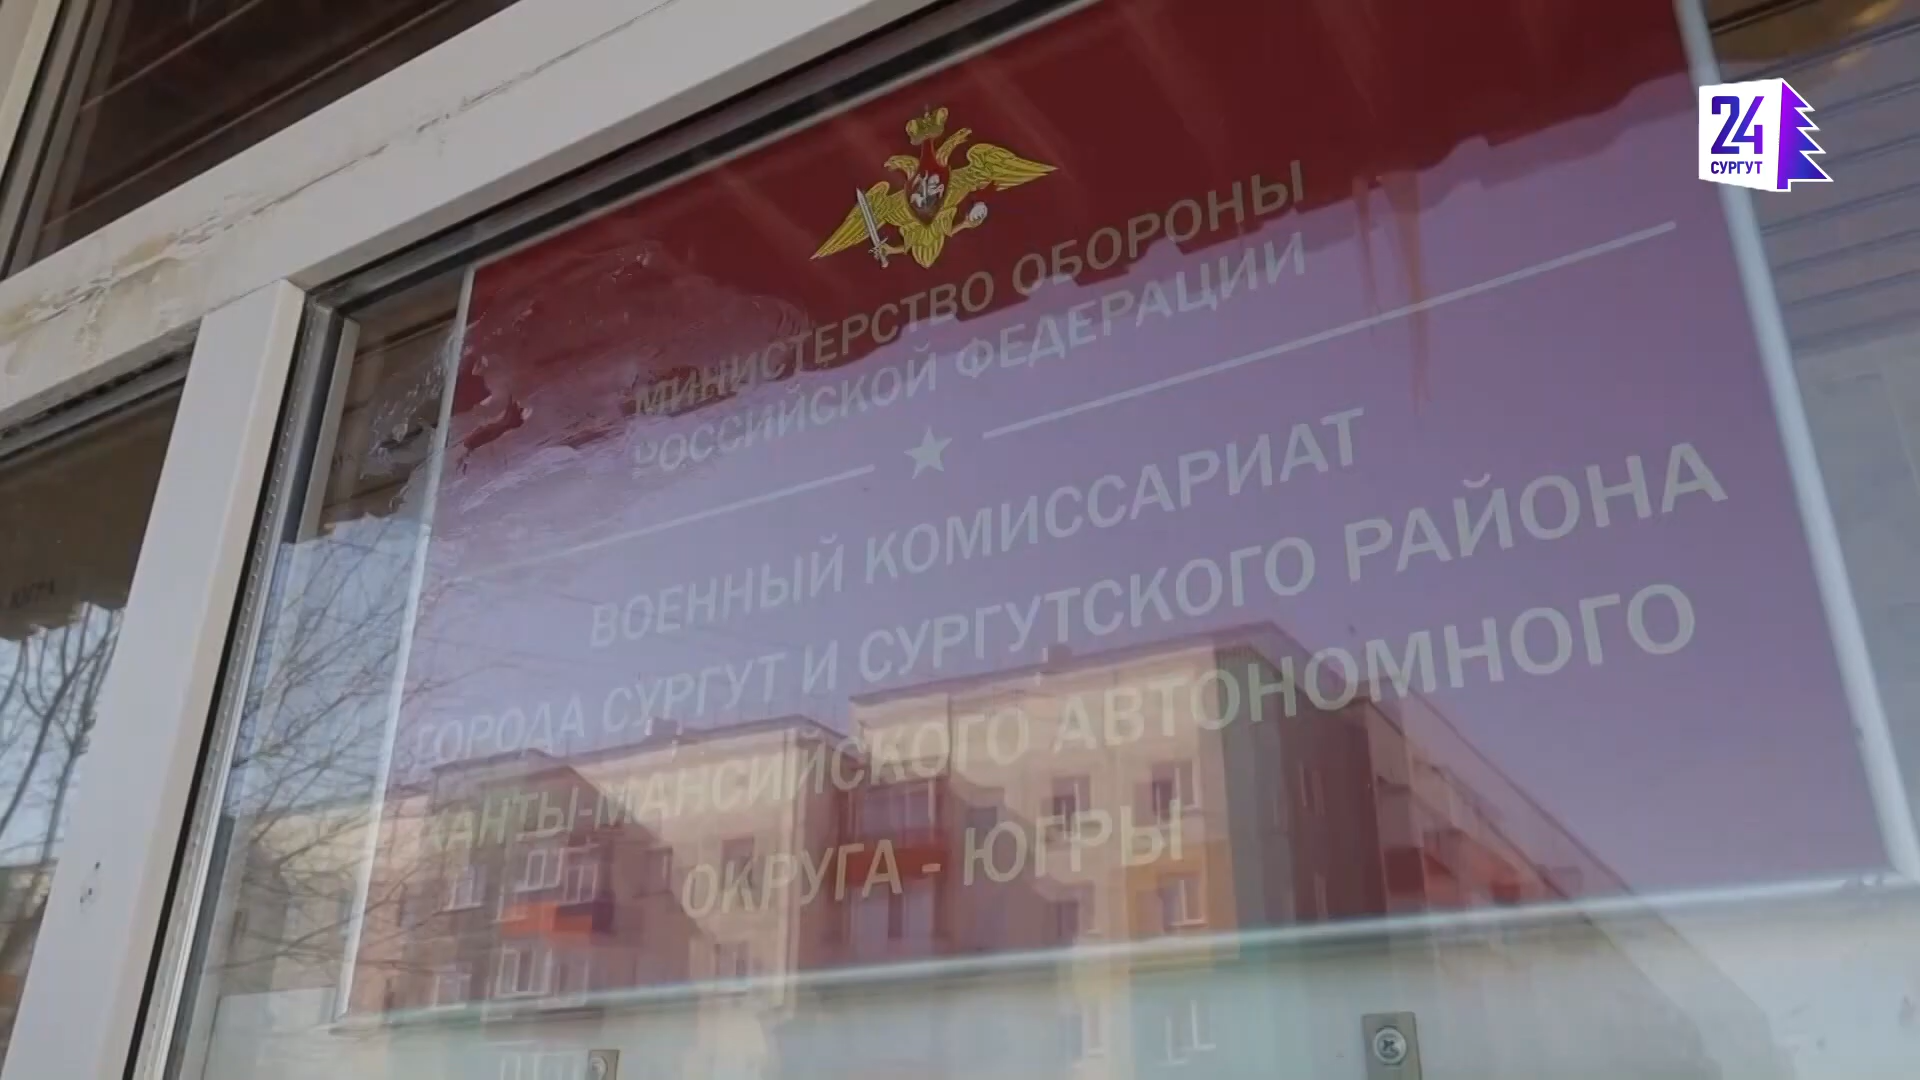 24
СУРГУТ
МИНИСТЕРСТВО ОБОРОНЫ
РОССИЙСКОЙ ФЕДЕРАЦИИ
ВОЕННЫЙ КОМИССАРИАТ
ГОРОДА СУРГУТ И СУРГУТСКОГО РАЙОНА
ХАНТЫ-МАНСИЙСКОГО АВТОНОМНОГО
ОКРУГА - ЮГРЫ